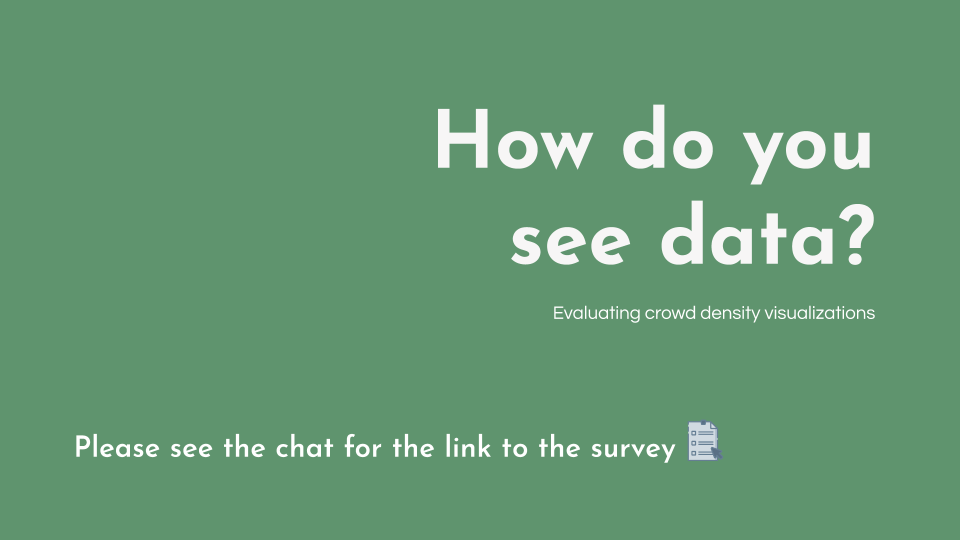 How do you
see data?
Evaluating crowd density visualizations
Please see the chat for the link to the survey